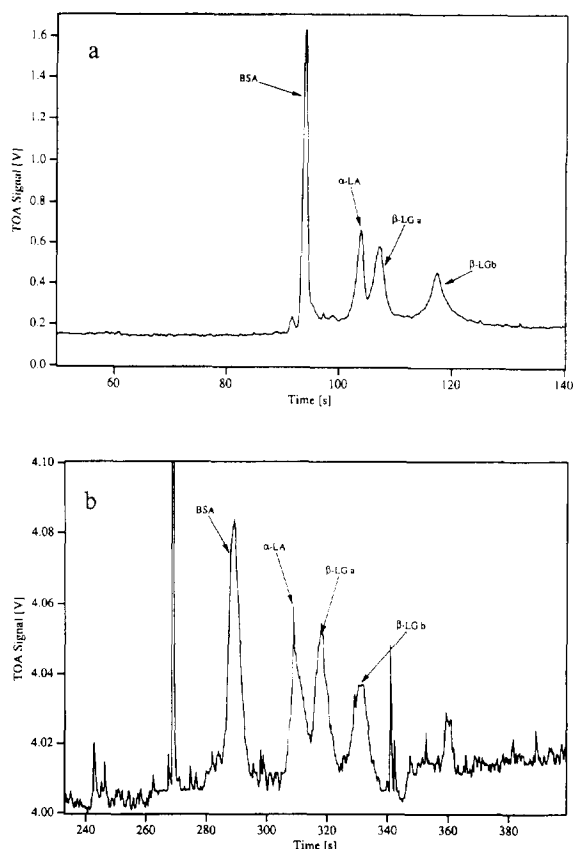 a
TOA Signal [V]
1.6
1.4
1.2
1.0
0.8
0.6
0.4
0.2
0.0
BSA
α-LA
β-LG a
β-LGb
60 80 100 120 140
Time [s]
b
TOA Signal [V]
4.10
4.08
4.06
4.04
4.02
4.00
BSA
α-LA
β-LG a
β-LG b
240 260 280 300 320 340 360 380
Time [s]